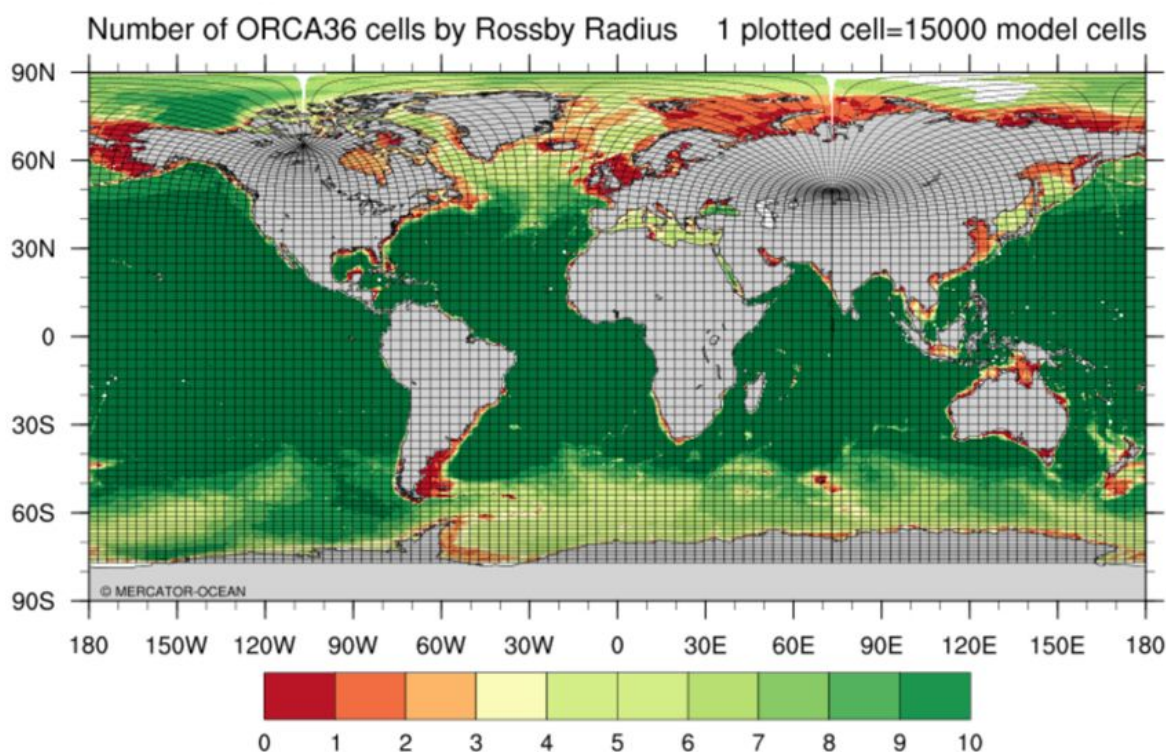 Number of ORCA36 cells by Rossby Radius 1 plotted cell=15000 model cells
90N
60N
30N
0
30S
60S
90S
© MERCATOR-OCEAN
180 150W 120W 90W 60W 30W 0 30E 60E 90E 120E 150E 180
0 1 2 3 4 5 6 7 8 9 10